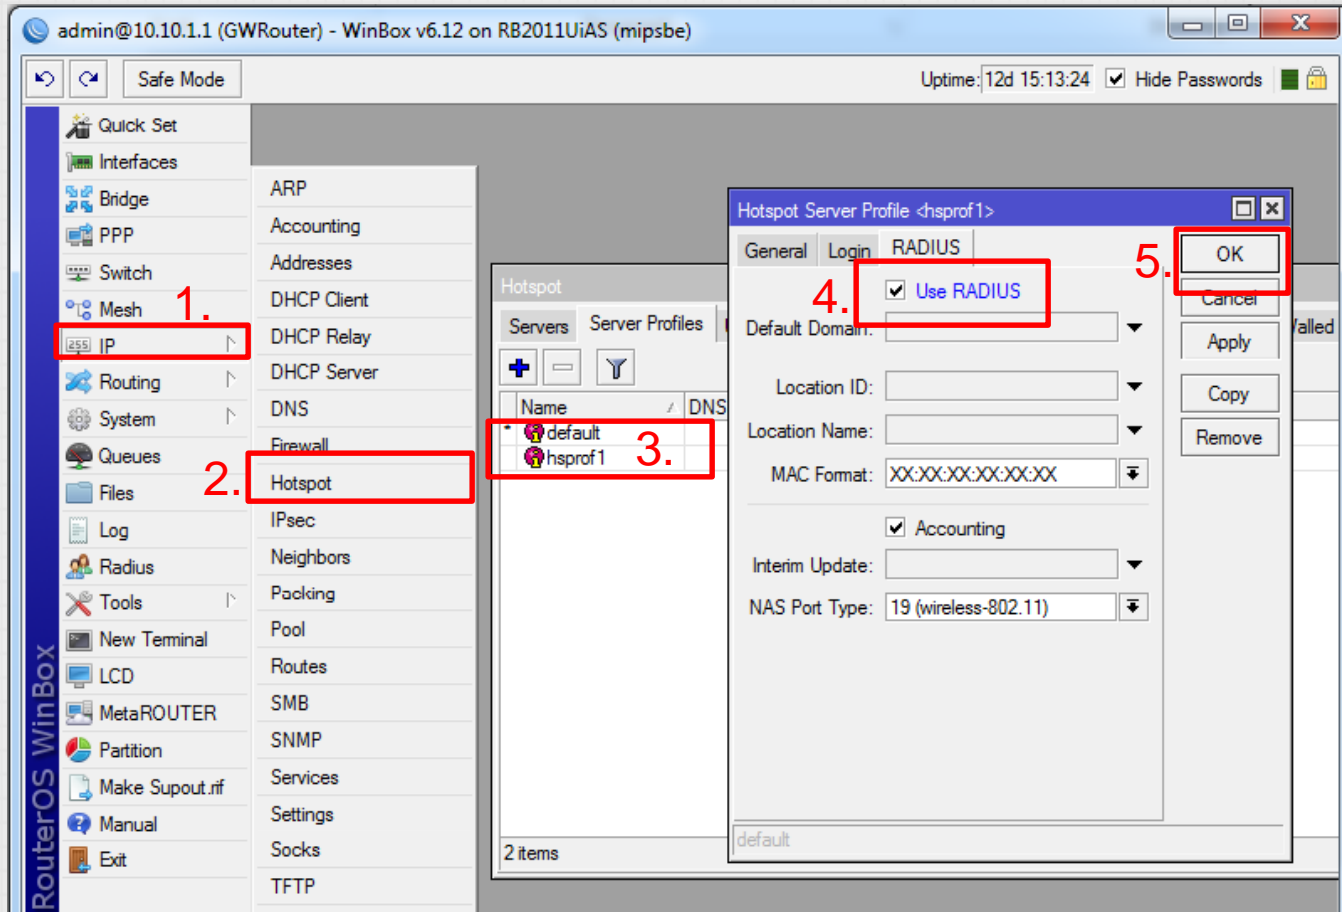 admin@10.10.1.1 (GWRouter) - WinBox v6.12 on RB2011UiAS (mipsbe)
Safe Mode
Uptime: 12d 15:13:24 Hide Passwords
RouterOS WinBox
Quick Set
Interfaces
Bridge
PPP
Switch
Mesh
1.
255 IP
Routing
System
Queues
Files
Log
Radius
Tools
New Terminal
LCD
MetaROUTER
Partition
Make Supout.rif
Manual
Exit
ARP
Accounting
Addresses
DHCP Client
DHCP Relay
DHCP Server
DNS
Firewall
2.
Hotspot
IPsec
Neighbors
Packing
Pool
Routes
SMB
SNMP
Services
Settings
Socks
TFTP
Hotspot
Servers Server Profiles
Name DNS
* default
hsprof1
3.
2 items
Hotspot Server Profile <hsprof1>
General Login RADIUS
4.
Use RADIUS
Default Domain:
Location ID:
Location Name:
MAC Format: XX:XX:XX:XX:XX:XX
Accounting
Interim Update:
NAS Port Type: 19 (wireless-802.11)
default
5.
OK
Cancel
Apply
Copy
Remove